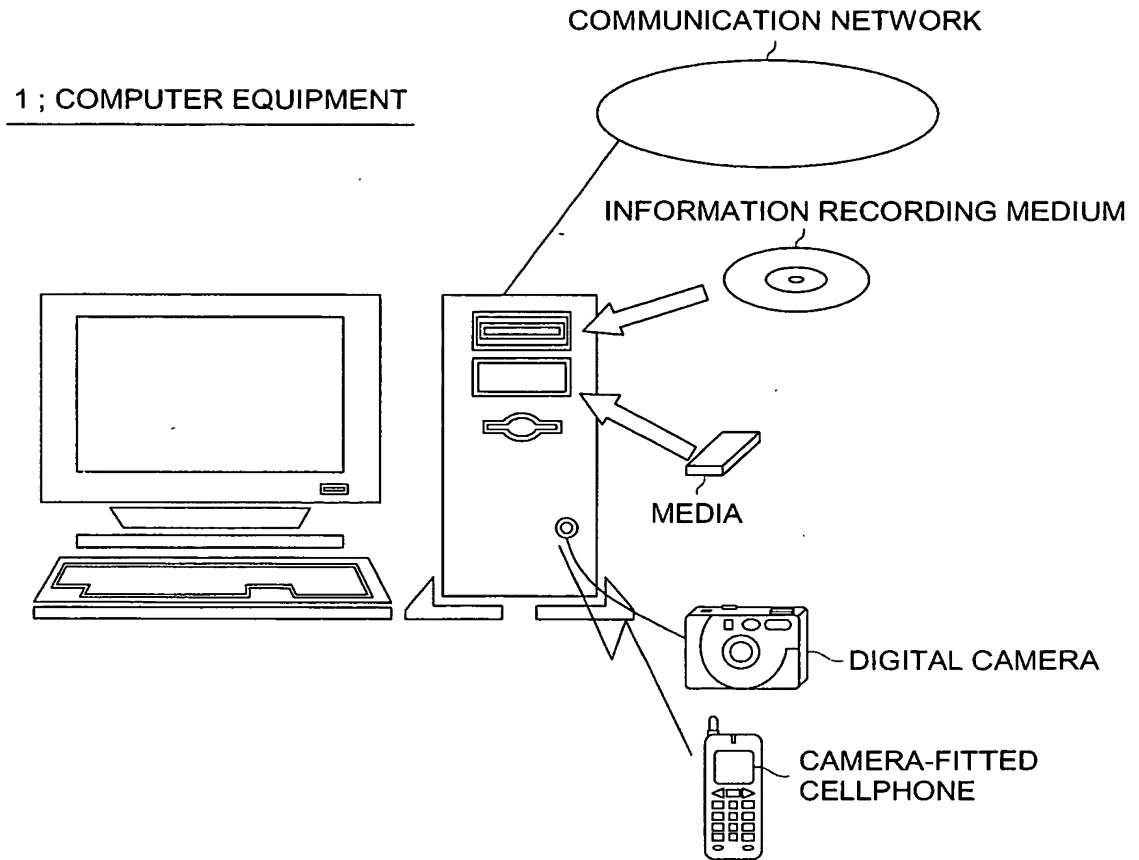 COMMUNICATION NETWORK
1 ; COMPUTER EQUIPMENT
INFORMATION RECORDING MEDIUM
MEDIA
DIGITAL CAMERA
CAMERA-FITTED
CELLPHONE